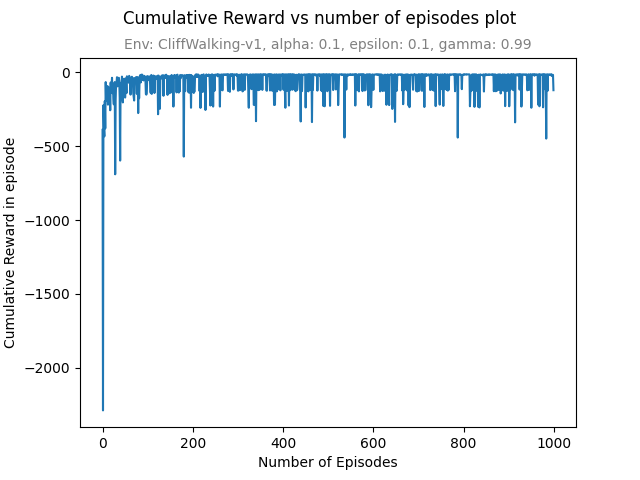 Cumulative Reward vs number of episodes plot
Env: CliffWalking-v1, alpha: 0.1, epsilon: 0.1, gamma: 0.99
Cumulative Reward in episode
0
−500
−1000
−1500
−2000
0 200 400 600 800 1000
Number of Episodes